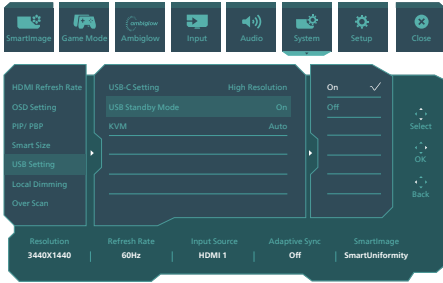 ambiglow
SmartImage Game Mode Ambiglow Input Audio System Setup Close
HDMI Refresh Rate USB-C Setting High Resolution On
OSD Setting USB Standby Mode On Off
PIP/ PBP KVM Auto
Select
Smart Size
USB Setting
OK
Local Dimming
Back
Over Scan
Resolution Refresh Rate Input Source Adaptive Sync SmartImage
3440X1440 60Hz HDMI 1 Off SmartUniformity